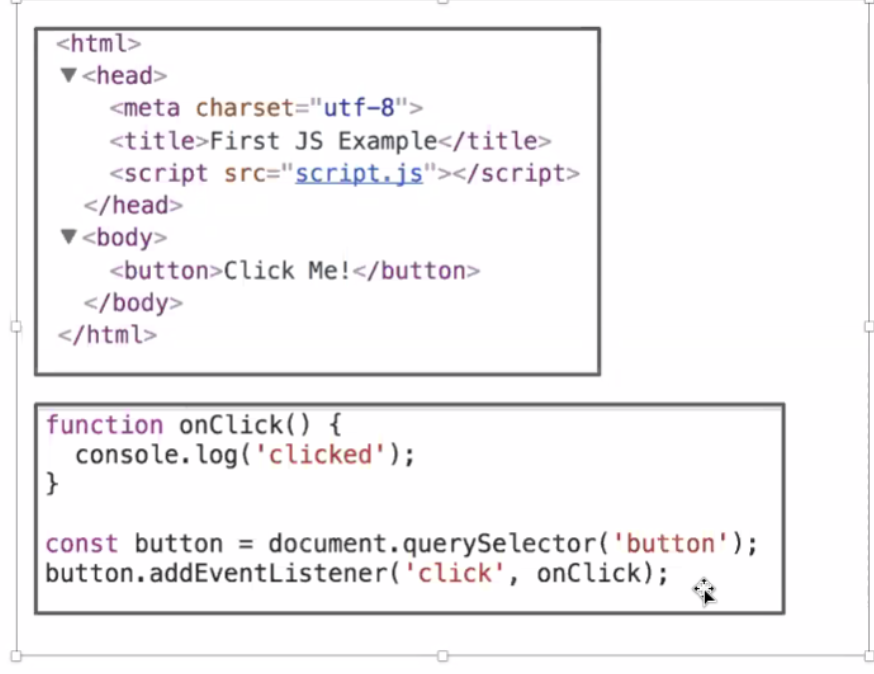 <html>
▼<head>
<meta charset="utf-8">
<title>First JS Example</title>
<script src="script.js"></script>
</head>
▼<body>
<button>Click Me!</button>
</body>
</html>
function onClick() {
console.log('clicked');
}
const button = document.querySelector('button');
button.addEventListener('click', onClick);